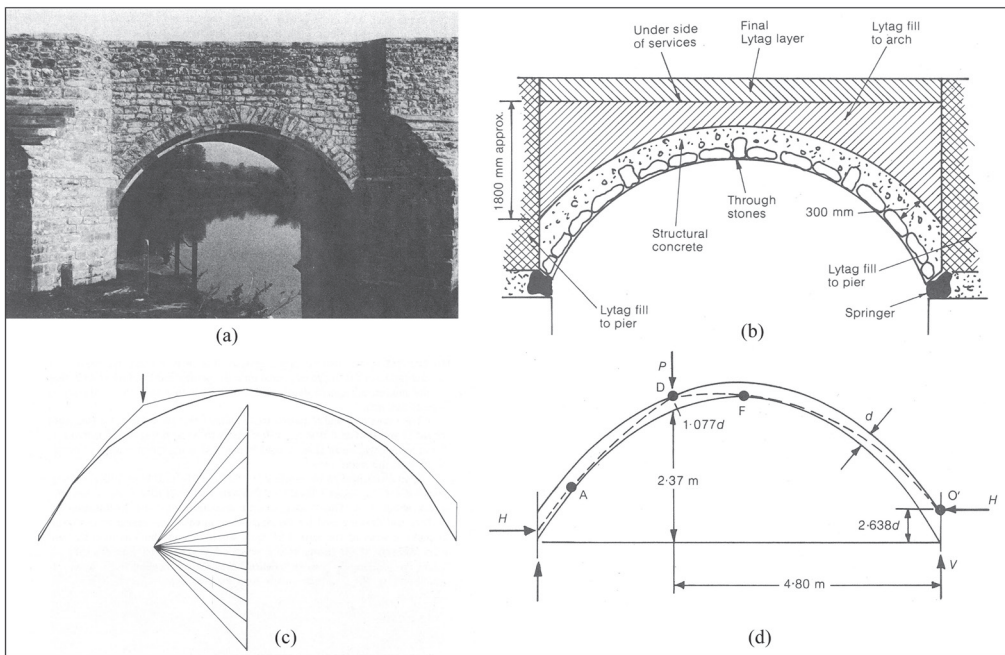 (a)
Under side
of services
Final
Lytag layer
Lytag fill
to arch
1800 mm approx.
Through
stones
300 mm
Structural
concrete
Lytag fill
to pier
Lytag fill
to pier
Springer
(b)
(c)
P
D
F
1·077d
d
A
2·37 m
O′
H
H
2·638d
V
4·80 m
(d)